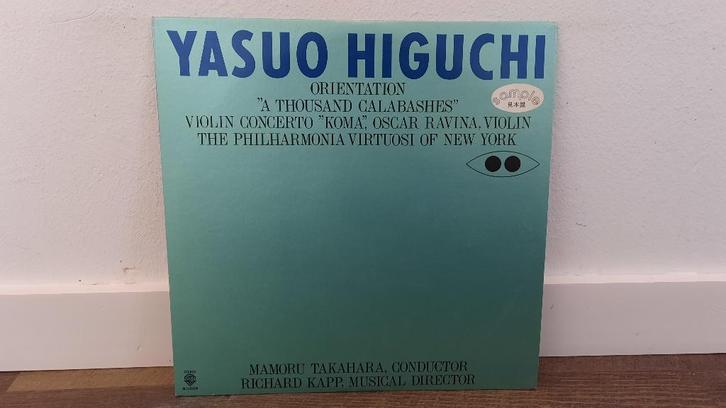 YASUO HIGUCHI
ORIENTATION
"A THOUSAND CALABASHES"
sample
見本盤
VIOLIN CONCERTO "KOMA", OSCAR RAVINA, VIOLIN
THE PHILHARMONIA VIRTUOSI OF NEW YORK
MAMORU TAKAHARA, CONDUCTOR
RICHARD KAPP, MUSICAL DIRECTOR